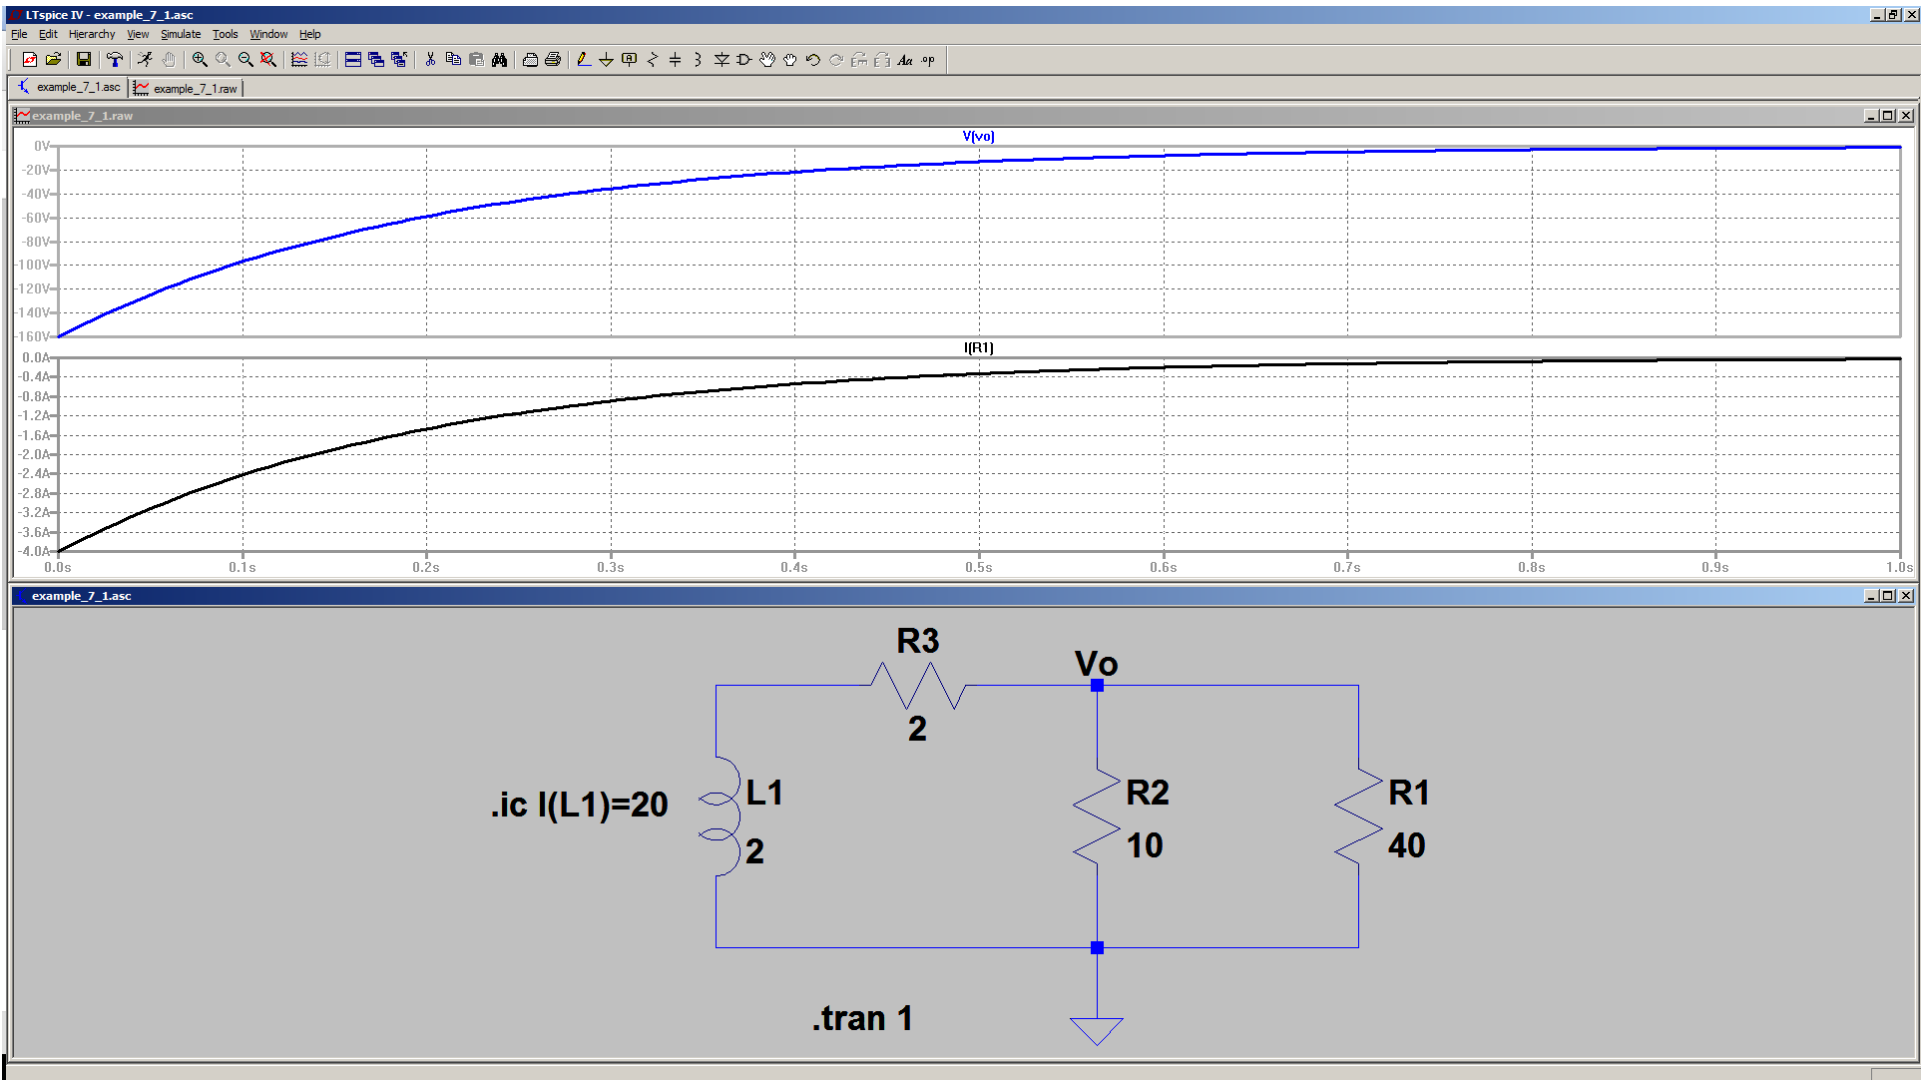 LTspice IV - example_7_1.asc
File Edit Hierarchy View Simulate Tools Window Help
Aa .op
example_7_1.asc example_7_1.raw
example_7_1.raw
V(vo)
0V
-20V
-40V
-60V
-80V
-100V
-120V
-140V
-160V
I(R1)
0.0A
-0.4A
-0.8A
-1.2A
-1.6A
-2.0A
-2.4A
-2.8A
-3.2A
-3.6A
-4.0A
0.0s 0.1s 0.2s 0.3s 0.4s 0.5s 0.6s 0.7s 0.8s 0.9s 1.0s
example_7_1.asc
R3
Vo
2
.ic I(L1)=20
L1
2
R2
10
R1
40
.tran 1